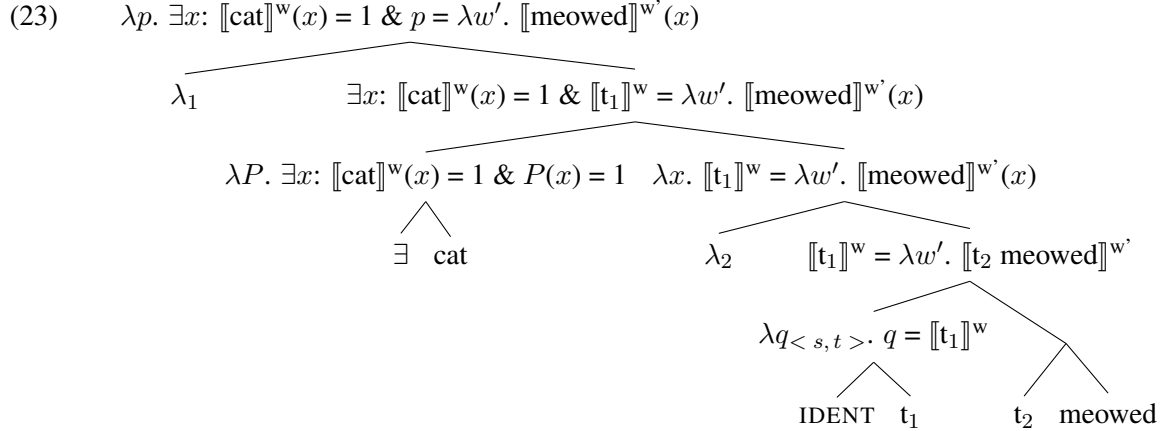 (23) λp. ∃x: ⟦cat⟧ʷ(x) = 1 & p = λw′. ⟦meowed⟧ʷ’(x)
λ₁ ∃x: ⟦cat⟧ʷ(x) = 1 & ⟦t₁⟧ʷ = λw′. ⟦meowed⟧ʷ’(x)
λP. ∃x: ⟦cat⟧ʷ(x) = 1 & P(x) = 1 λx. ⟦t₁⟧ʷ = λw′. ⟦meowed⟧ʷ’(x)
∃ cat λ₂ ⟦t₁⟧ʷ = λw′. ⟦t₂ meowed⟧ʷ’
λq<s,t>. q = ⟦t₁⟧ʷ
IDENT t₁ t₂ meowed